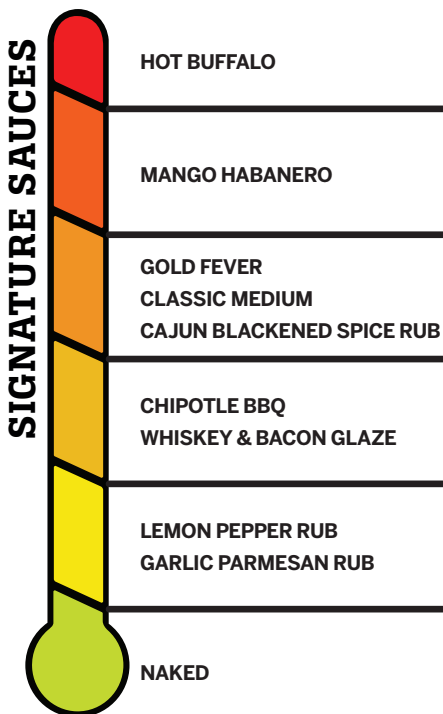 SIGNATURE SAUCES
HOT BUFFALO
MANGO HABANERO
GOLD FEVER
CLASSIC MEDIUM
CAJUN BLACKENED SPICE RUB
CHIPOTLE BBQ
WHISKEY & BACON GLAZE
LEMON PEPPER RUB
GARLIC PARMESAN RUB
NAKED